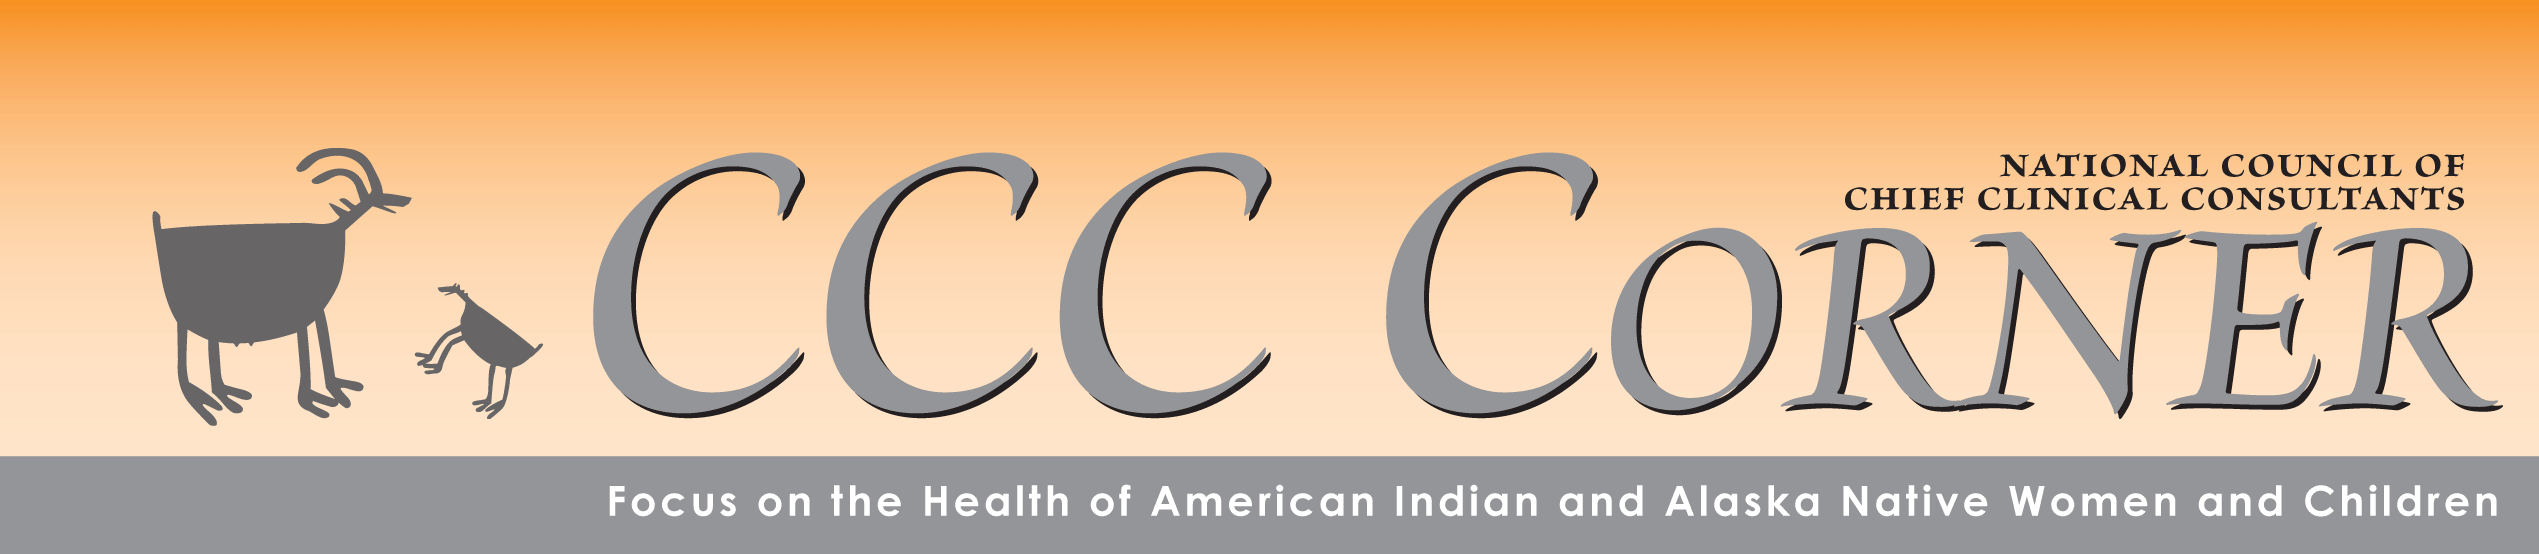 NATIONAL COUNCIL OF
CHIEF CLINICAL CONSULTANTS
CCC CORNER
Focus on the Health of American Indian and Alaska Native Women and Children